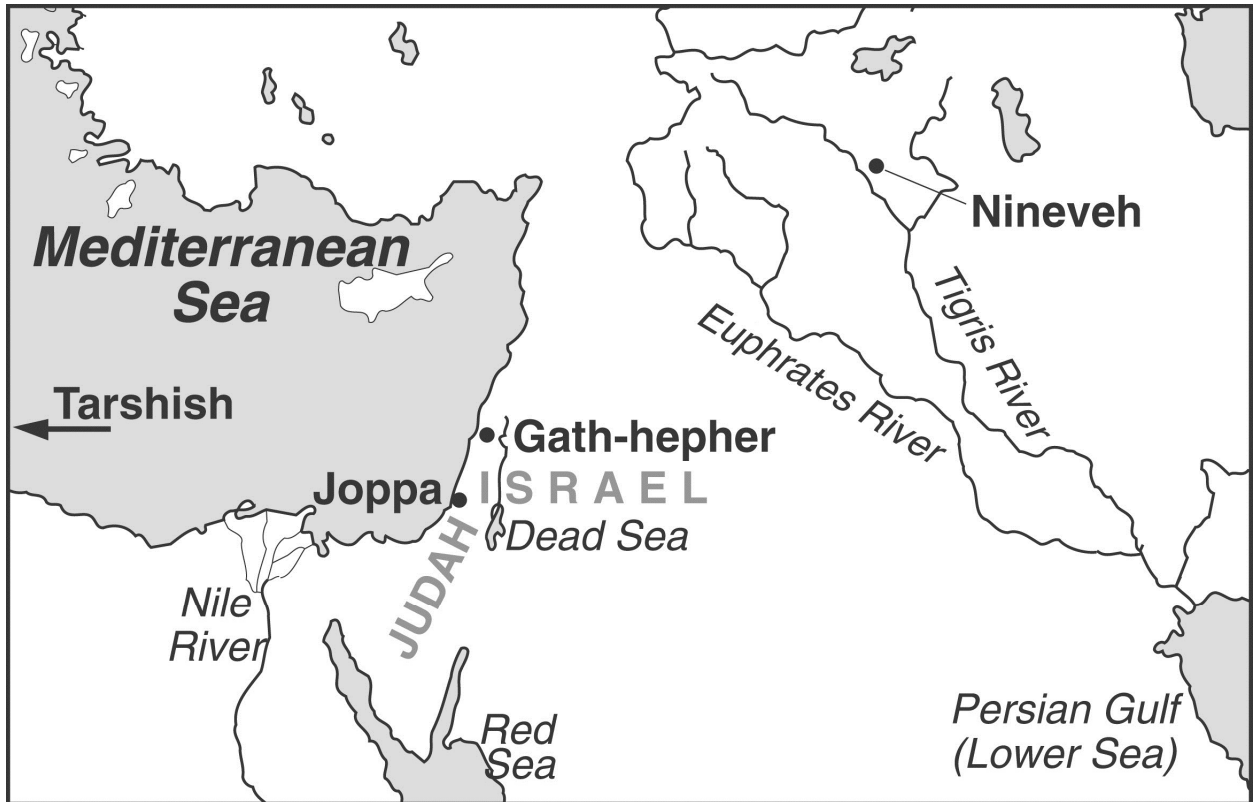 Mediterranean
Sea
Nineveh
Tigris River
Euphrates River
Tarshish
Gath-hepher
Joppa
ISRAEL
Dead Sea
JUDAH
Nile
River
Red
Sea
Persian Gulf
(Lower Sea)